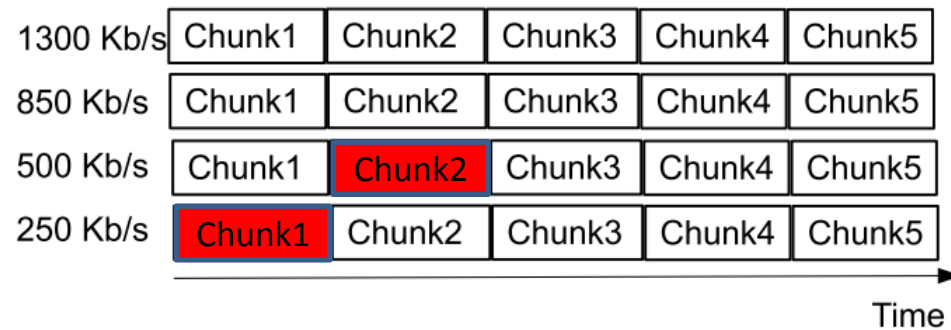 1300 Kb/s Chunk1 Chunk2 Chunk3 Chunk4 Chunk5
850 Kb/s Chunk1 Chunk2 Chunk3 Chunk4 Chunk5
500 Kb/s Chunk1 Chunk2 Chunk3 Chunk4 Chunk5
250 Kb/s Chunk1 Chunk2 Chunk3 Chunk4 Chunk5
Time